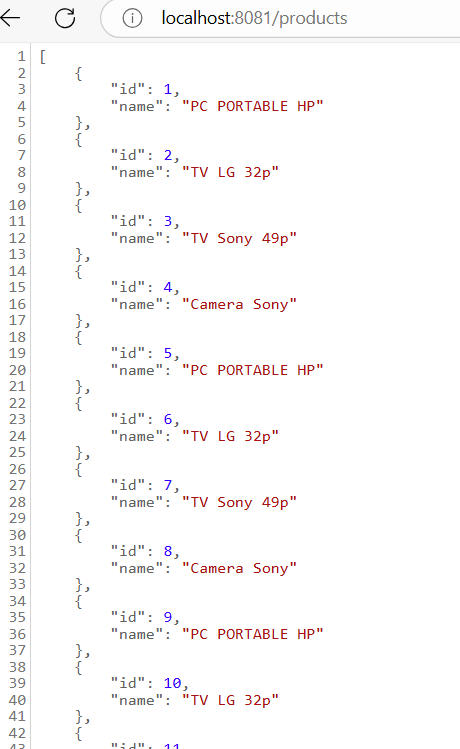 localhost:8081/products
1 [
2 {
3 "id": 1,
4 "name": "PC PORTABLE HP"
5 },
6 {
7 "id": 2,
8 "name": "TV LG 32p"
9 },
10 {
11 "id": 3,
12 "name": "TV Sony 49p"
13 },
14 {
15 "id": 4,
16 "name": "Camera Sony"
17 },
18 {
19 "id": 5,
20 "name": "PC PORTABLE HP"
21 },
22 {
23 "id": 6,
24 "name": "TV LG 32p"
25 },
26 {
27 "id": 7,
28 "name": "TV Sony 49p"
29 },
30 {
31 "id": 8,
32 "name": "Camera Sony"
33 },
34 {
35 "id": 9,
36 "name": "PC PORTABLE HP"
37 },
38 {
39 "id": 10,
40 "name": "TV LG 32p"
41 },
42 {
43 "id": 11